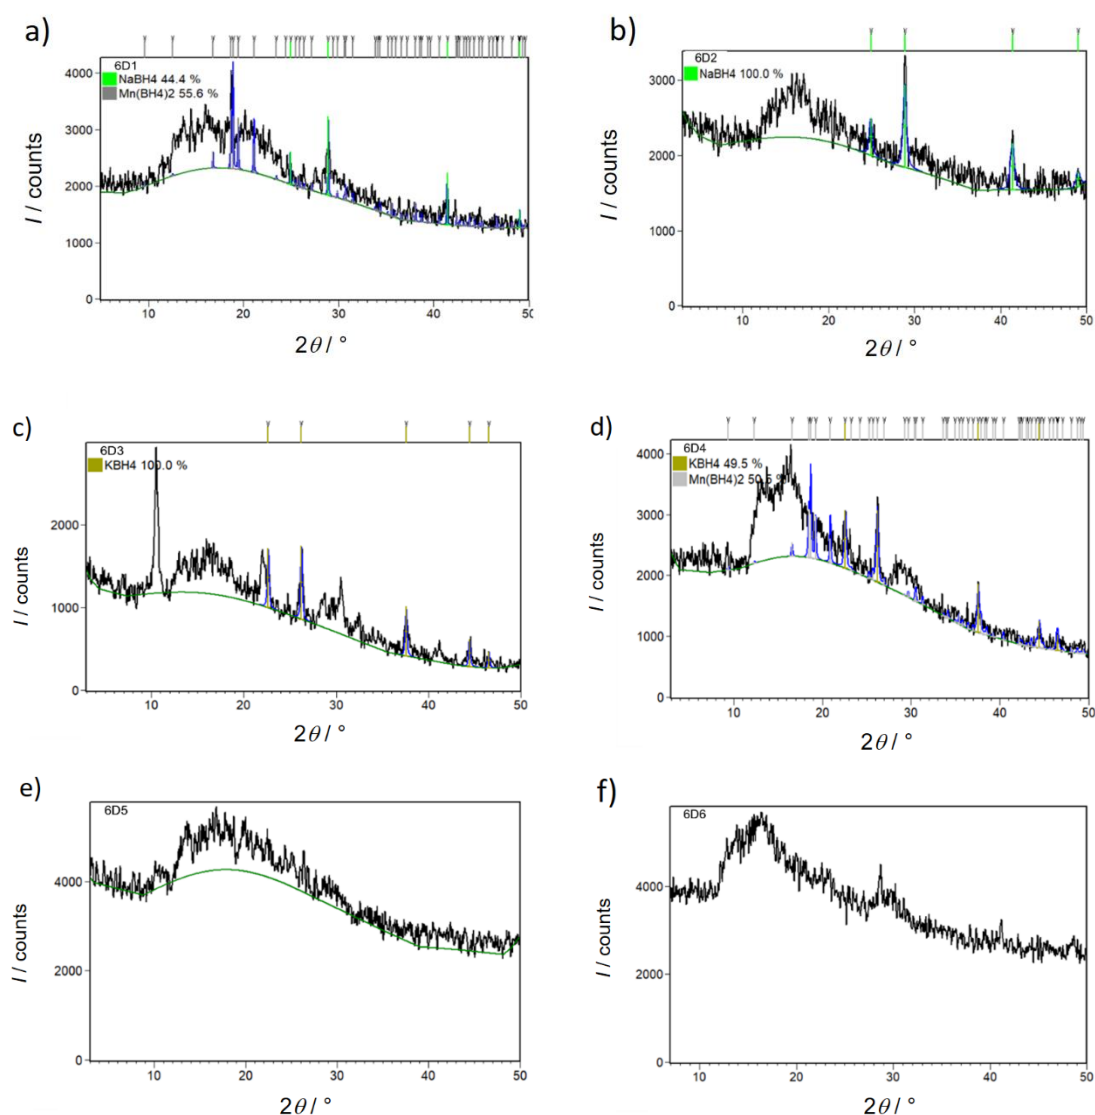 a)
6D1
NaBH4 44.4 %
Mn(BH4)2 55.6 %
4000
3000
2000
1000
0
I / counts
10 20 30 40 50
2θ / °
b)
6D2
NaBH4 100.0 %
3000
2000
1000
0
I / counts
10 20 30 40 50
2θ / °
c)
6D3
KBH4 100.0 %
2000
1000
0
I / counts
10 20 30 40 50
2θ / °
d)
6D4
KBH4 49.5 %
Mn(BH4)2 50.5 %
4000
3000
2000
1000
0
I / counts
10 20 30 40 50
2θ / °
e)
6D5
4000
2000
0
I / counts
10 20 30 40 50
2θ / °
f)
6D6
4000
2000
0
I / counts
10 20 30 40 50
2θ / °